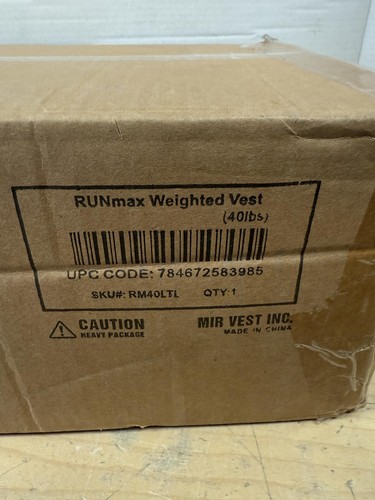 RUNmax Weighted Vest
(40lbs)
UPC CODE: 784672583985
SKU#: RM40LTL QTY:1
CAUTION
HEAVY PACKAGE
MIR VEST INC.
MADE IN CHINA